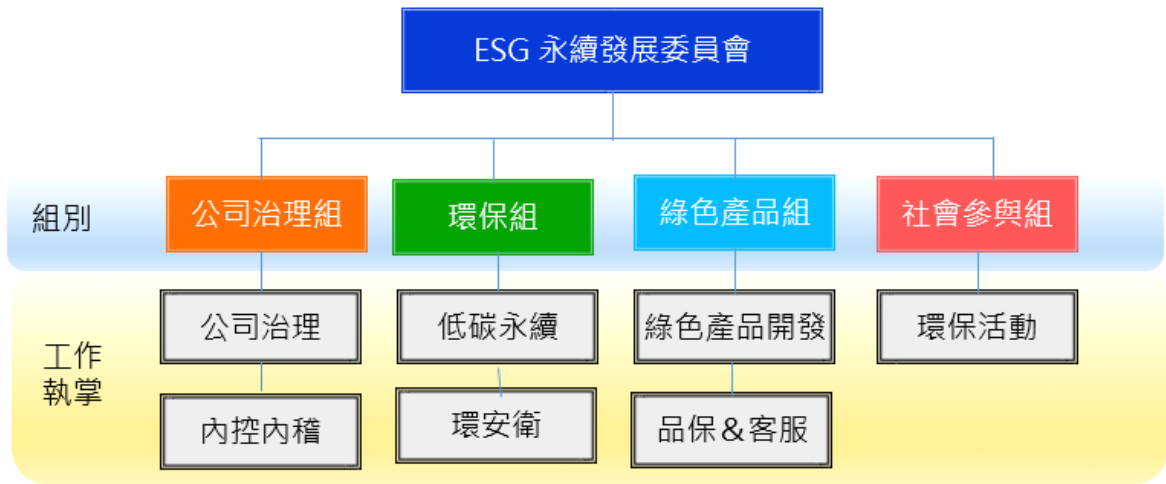 ESG 永續發展委員會
組別
公司治理組
環保組
綠色產品組
社會參與組
工作
執掌
公司治理
低碳永續
綠色產品開發
環保活動
內控內稽
環安衛
品保＆客服